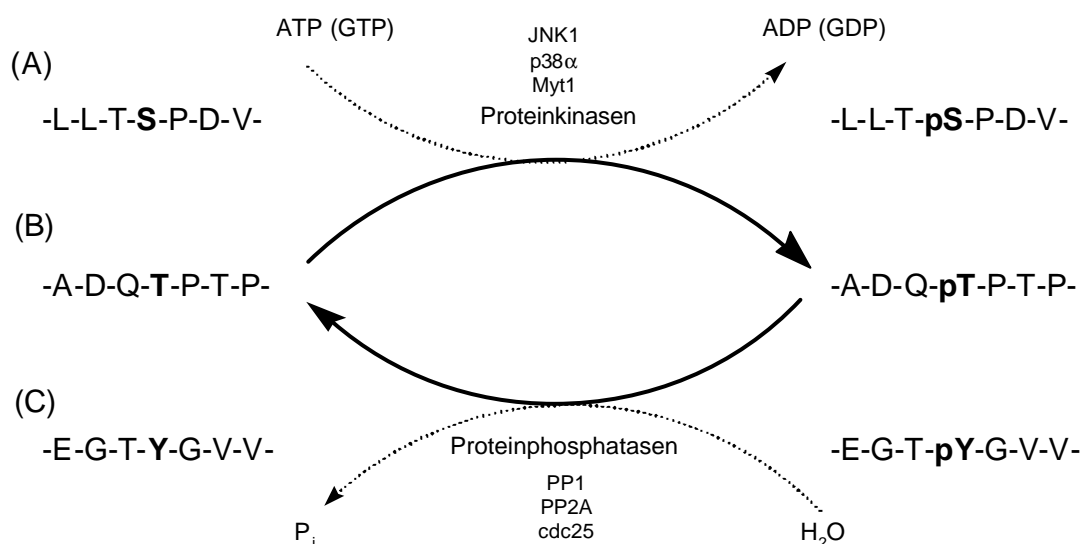 ATP (GTP)
JNK1
p38α
Myt1
Proteinkinasen
ADP (GDP)
(A)
-L-L-T-S-P-D-V-
-L-L-T-pS-P-D-V-
(B)
-A-D-Q-T-P-T-P-
-A-D-Q-pT-P-T-P-
(C)
-E-G-T-Y-G-V-V-
-E-G-T-pY-G-V-V-
Proteinphosphatasen
PP1
PP2A
cdc25
Pi
H2O